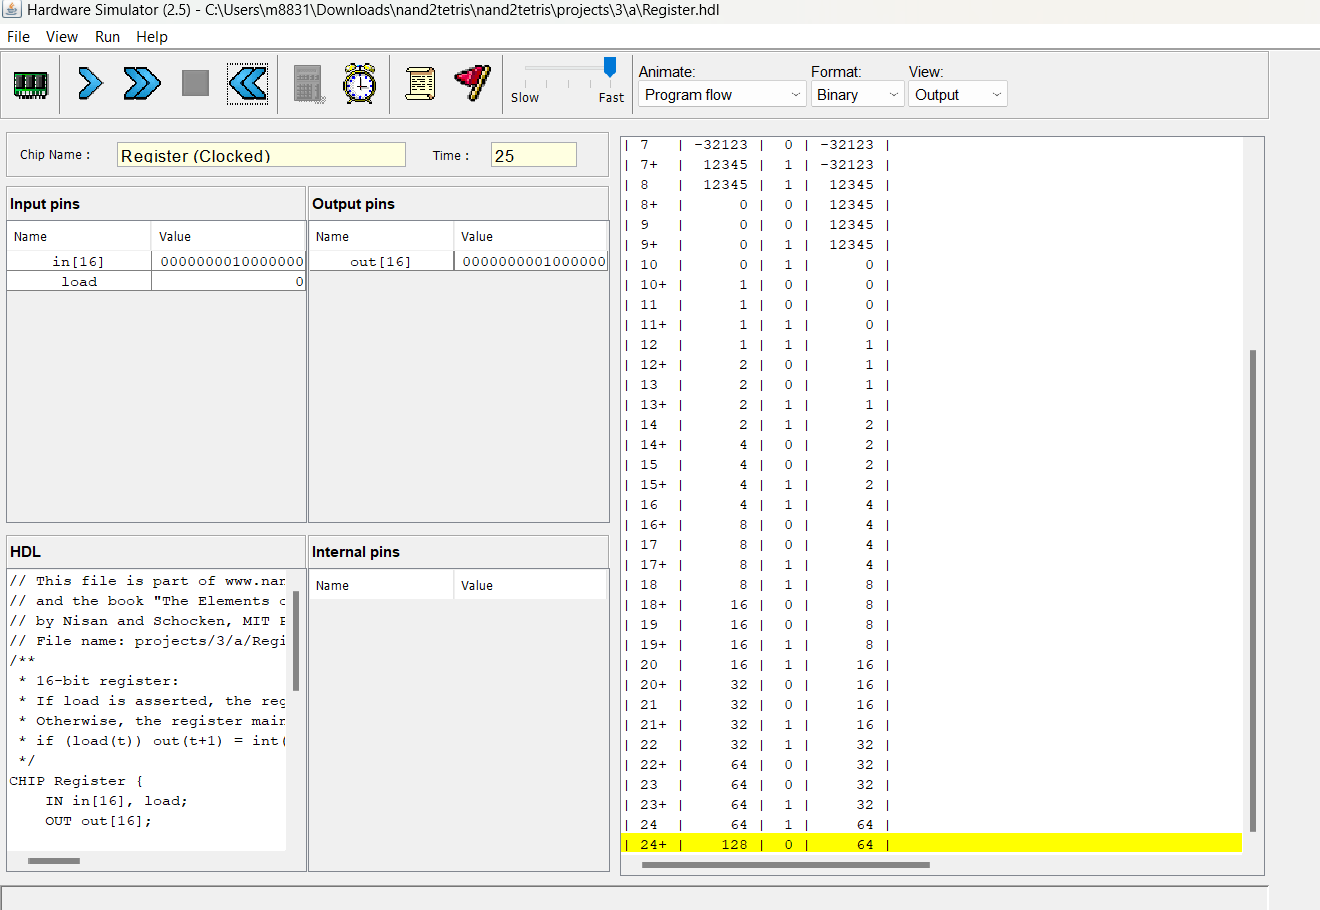 Hardware Simulator (2.5) - C:\Users\m8831\Downloads\nand2tetris\nand2tetris\projects\3\a\Register.hdl
File View Run Help
Slow Fast
Animate: Format: View:
Program flow Binary Output
Chip Name : Register (Clocked) Time : 25
Input pins
Name Value
in[16] 0000000010000000
load 0
Output pins
Name Value
out[16] 0000000001000000
HDL
// This file is part of www.nan
// and the book "The Elements o
// by Nisan and Schocken, MIT P
// File name: projects/3/a/Regi
/**
* 16-bit register:
* If load is asserted, the reg
* Otherwise, the register main
* if (load(t)) out(t+1) = int(
*/
CHIP Register {
IN in[16], load;
OUT out[16];
Internal pins
Name Value
| 7 | -32123 | 0 | -32123 |
| 7+ | 12345 | 1 | -32123 |
| 8 | 12345 | 1 | 12345 |
| 8+ | 0 | 0 | 12345 |
| 9 | 0 | 0 | 12345 |
| 9+ | 0 | 1 | 12345 |
| 10 | 0 | 1 | 0 |
| 10+ | 1 | 0 | 0 |
| 11 | 1 | 0 | 0 |
| 11+ | 1 | 1 | 0 |
| 12 | 1 | 1 | 1 |
| 12+ | 2 | 0 | 1 |
| 13 | 2 | 0 | 1 |
| 13+ | 2 | 1 | 1 |
| 14 | 2 | 1 | 2 |
| 14+ | 4 | 0 | 2 |
| 15 | 4 | 0 | 2 |
| 15+ | 4 | 1 | 2 |
| 16 | 4 | 1 | 4 |
| 16+ | 8 | 0 | 4 |
| 17 | 8 | 0 | 4 |
| 17+ | 8 | 1 | 4 |
| 18 | 8 | 1 | 8 |
| 18+ | 16 | 0 | 8 |
| 19 | 16 | 0 | 8 |
| 19+ | 16 | 1 | 8 |
| 20 | 16 | 1 | 16 |
| 20+ | 32 | 0 | 16 |
| 21 | 32 | 0 | 16 |
| 21+ | 32 | 1 | 16 |
| 22 | 32 | 1 | 32 |
| 22+ | 64 | 0 | 32 |
| 23 | 64 | 0 | 32 |
| 23+ | 64 | 1 | 32 |
| 24 | 64 | 1 | 64 |
| 24+ | 128 | 0 | 64 |